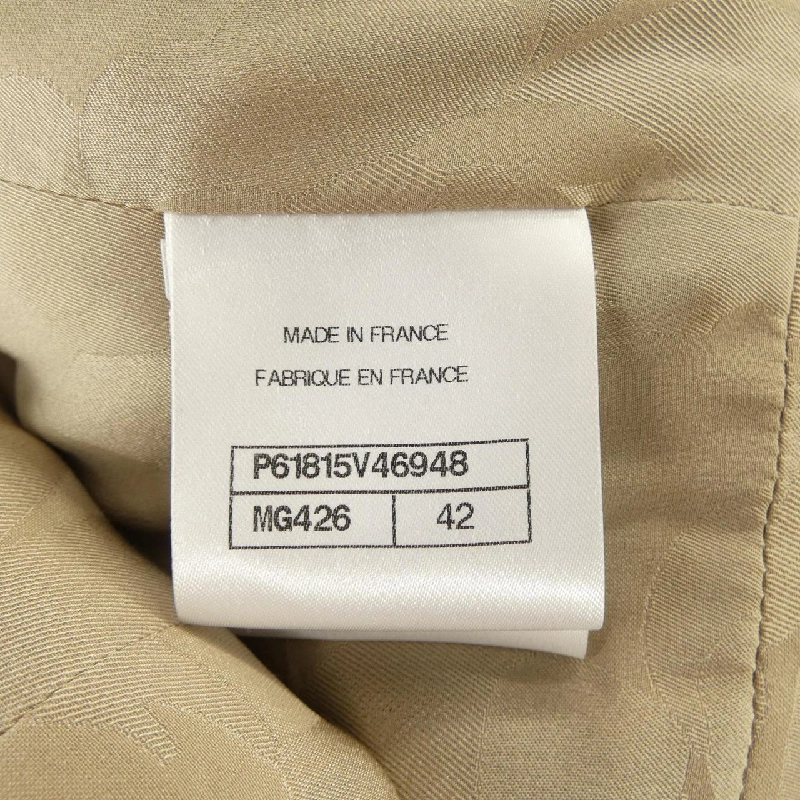 MADE IN FRANCE
FABRIQUE EN FRANCE
P61815V46948
MG426 42